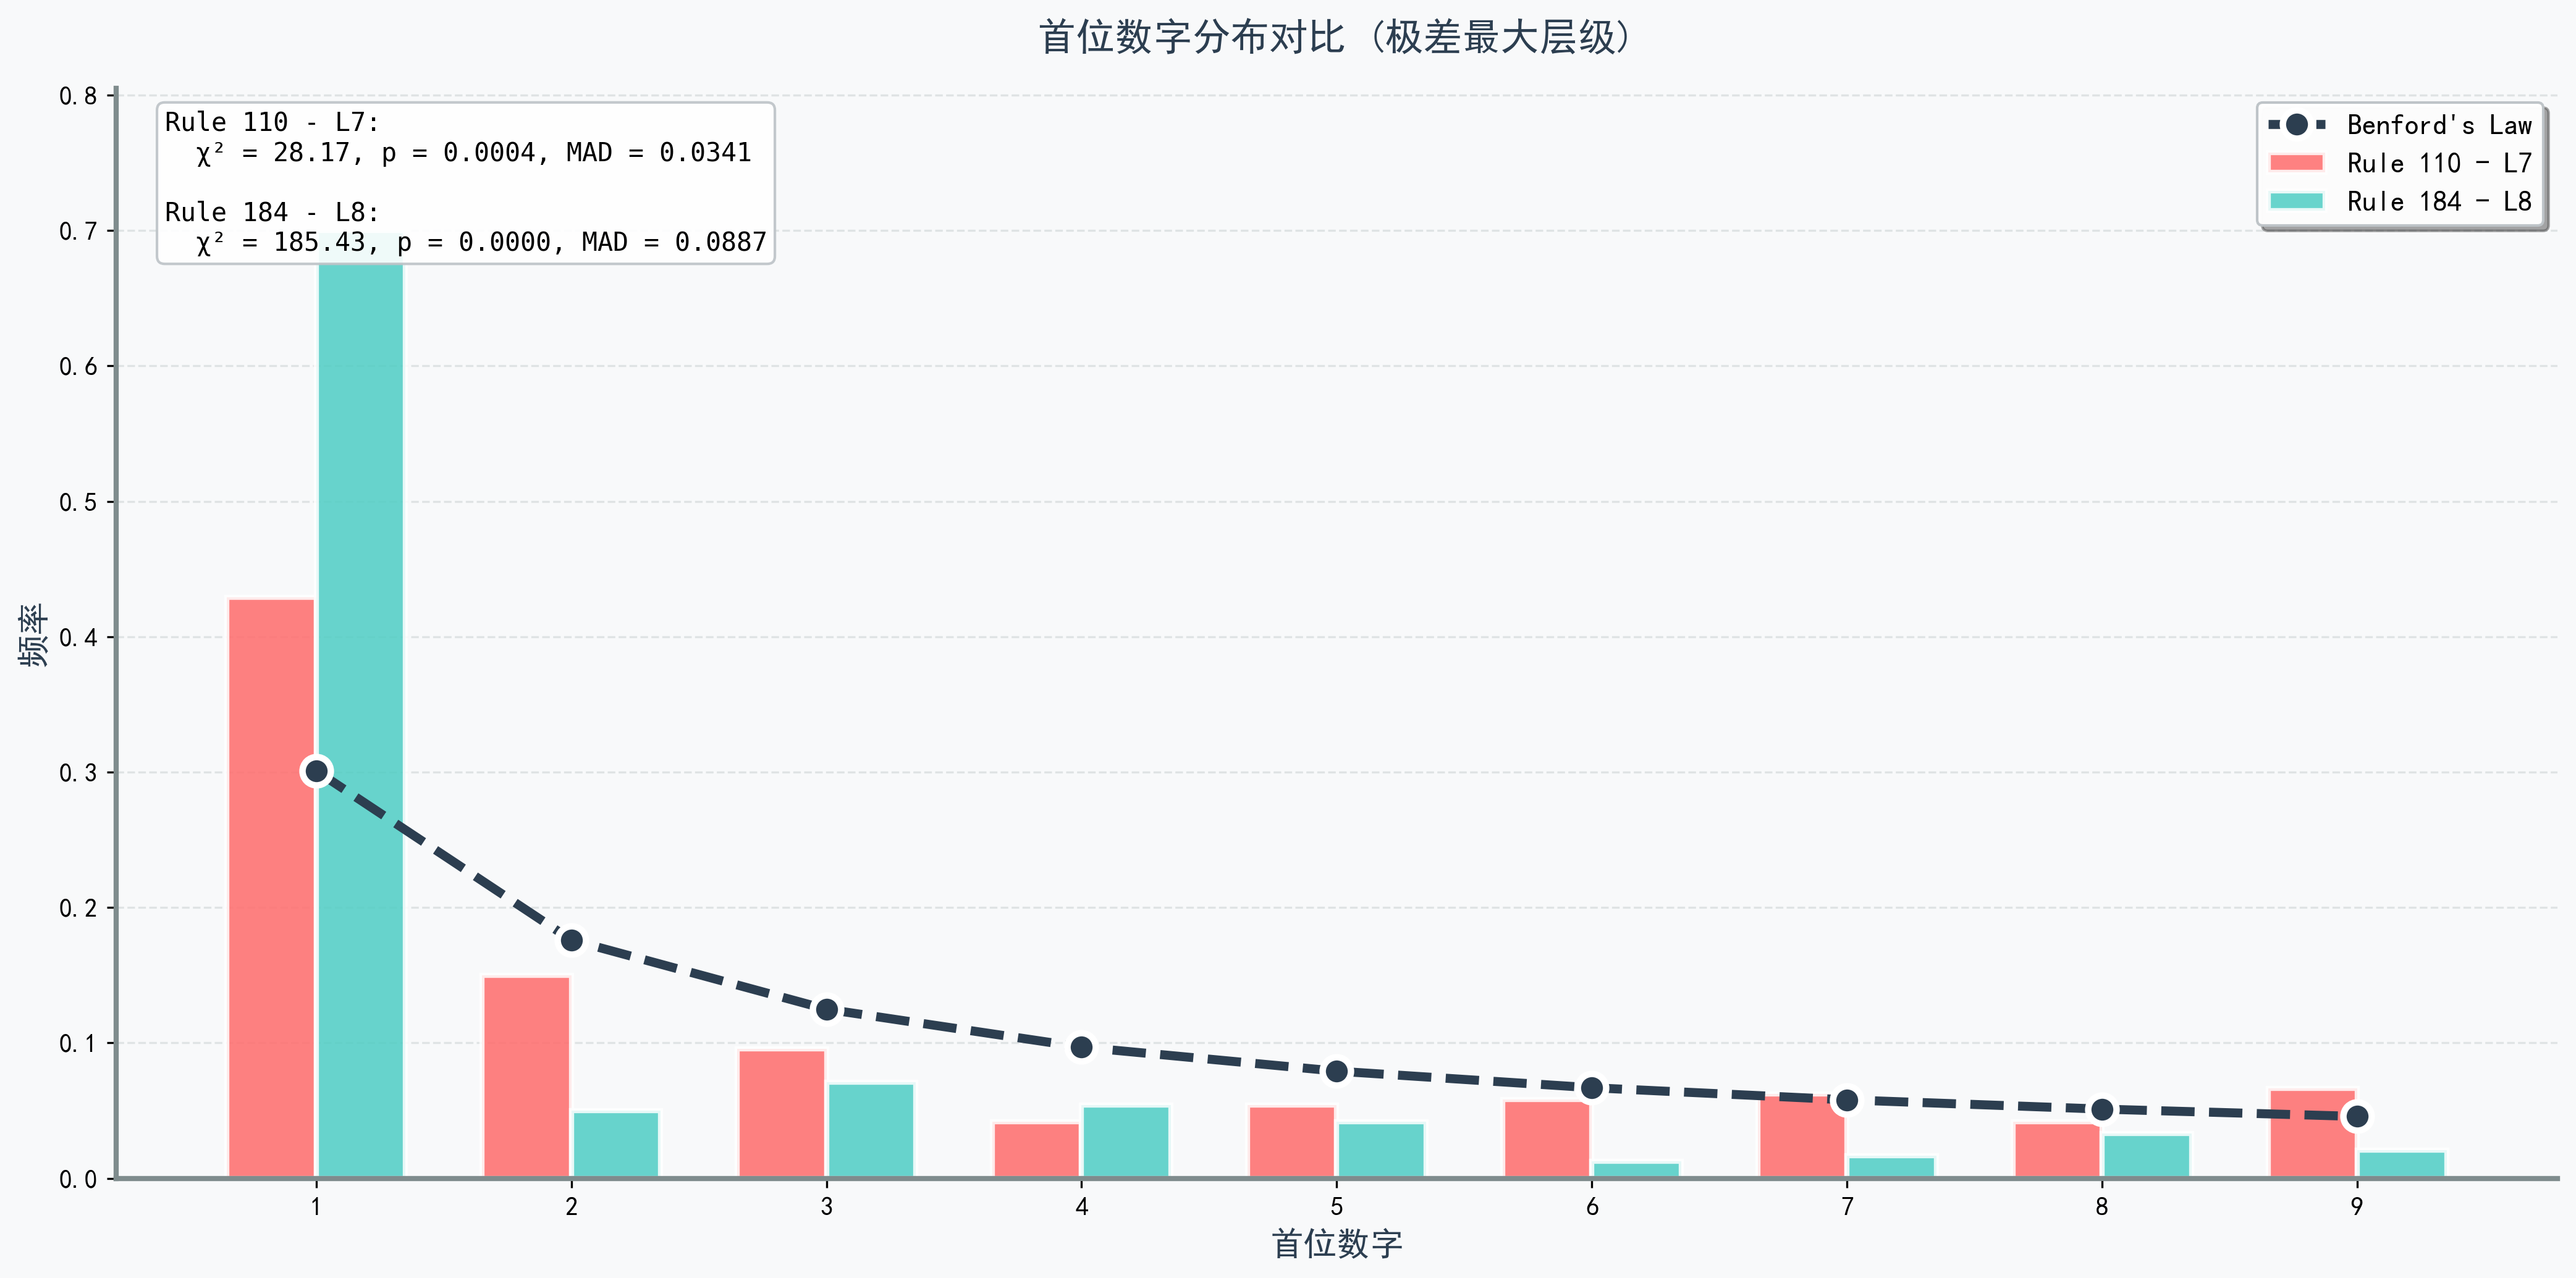 首位数字分布对比 (极差最大层级)
Rule 110 - L7:
χ² = 28.17, p = 0.0004, MAD = 0.0341
Rule 184 - L8:
χ² = 185.43, p = 0.0000, MAD = 0.0887
Benford's Law
Rule 110 - L7
Rule 184 - L8
频率
0.8
0.7
0.6
0.5
0.4
0.3
0.2
0.1
0.0
1 2 3 4 5 6 7 8 9
首位数字